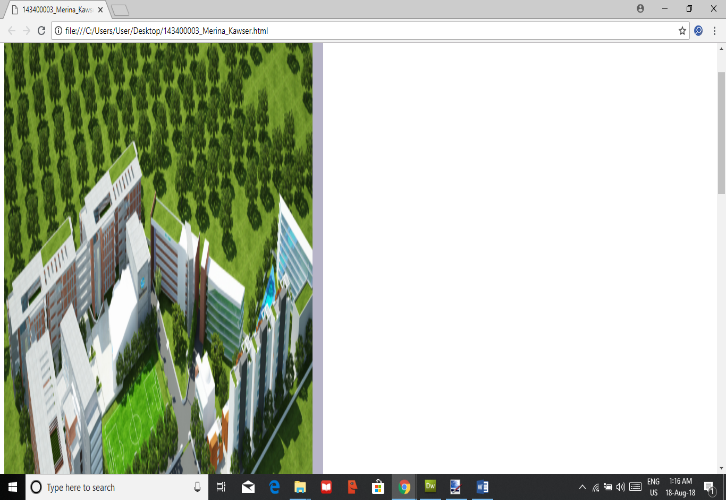 143400003_Merina_Kaws
file:///C:/Users/User/Desktop/143400003_Merina_Kawser.html
Type here to search
Dw
ENG
US
1:16 AM
18-Aug-18